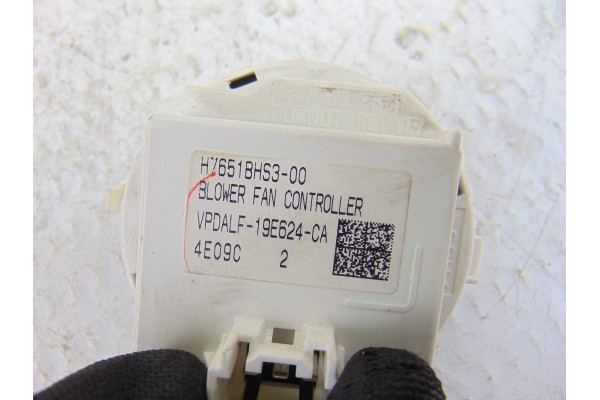 DO NOT REPAIR
H7651BHS3-00
BLOWER FAN CONTROLLER
VPDALF-19E624-CA
4E09C 2